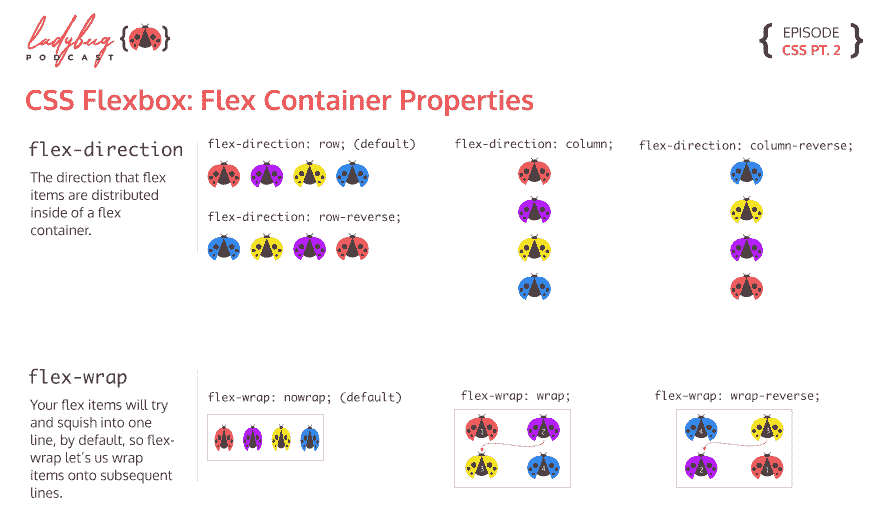 ladybug
PODCAST
EPISODE
CSS PT. 2
CSS Flexbox: Flex Container Properties
flex-direction
The direction that flex
items are distributed
inside of a flex
container.
flex-direction: row; (default)
flex-direction: row-reverse;
flex-direction: column;
flex-direction: column-reverse;
flex-wrap
Your flex items will try
and squish into one
line, by default, so flex-
wrap let's us wrap
items onto subsequent
lines.
flex-wrap: nowrap; (default)
flex-wrap: wrap;
flex-wrap: wrap-reverse;